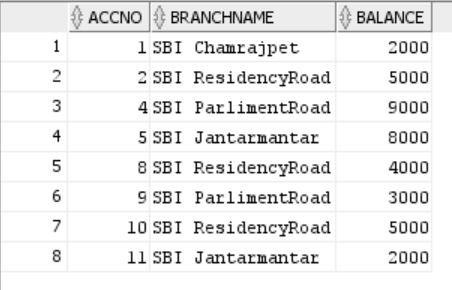 ACCNO BRANCHNAME BALANCE
1 1 SBI Chamrajpet 2000
2 2 SBI ResidencyRoad 5000
3 4 SBI ParlimentRoad 9000
4 5 SBI Jantarmantar 8000
5 8 SBI ResidencyRoad 4000
6 9 SBI ParlimentRoad 3000
7 10 SBI ResidencyRoad 5000
8 11 SBI Jantarmantar 2000